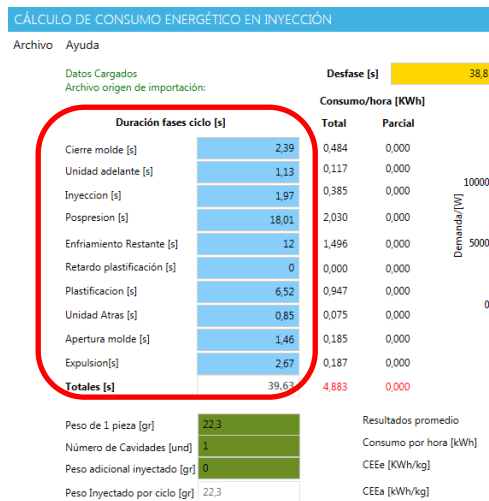 CÁLCULO DE CONSUMO ENERGÉTICO EN INYECCIÓN
Archivo Ayuda
Datos Cargados
Archivo origen de importación:
Desfase [s] 38,8
Consumo/hora [KWh]
Duración fases ciclo [s] Total Parcial
Cierre molde [s] 2,39 0,484 0,000
Unidad adelante [s] 1,13 0,117 0,000
Inyeccion [s] 1,97 0,385 0,000
Pospresion [s] 18,01 2,030 0,000
Enfriamiento Restante [s] 12 1,496 0,000
Retardo plastificación [s] 0 0,000 0,000
Plastificacion [s] 6,52 0,947 0,000
Unidad Atras [s] 0,85 0,075 0,000
Apertura molde [s] 1,46 0,185 0,000
Expulsion[s] 2,67 0,187 0,000
Totales [s] 39,63 4,883 0,000
Demanda/[W]
10000
5000
0
Peso de 1 pieza [gr] 22,3
Número de Cavidades [und] 1
Peso adicional inyectado [gr] 0
Peso Inyectado por ciclo [gr] 22,3
Resultados promedio
Consumo por hora [kWh]
CEEe [KWh/kg]
CEEa [kWh/kg]